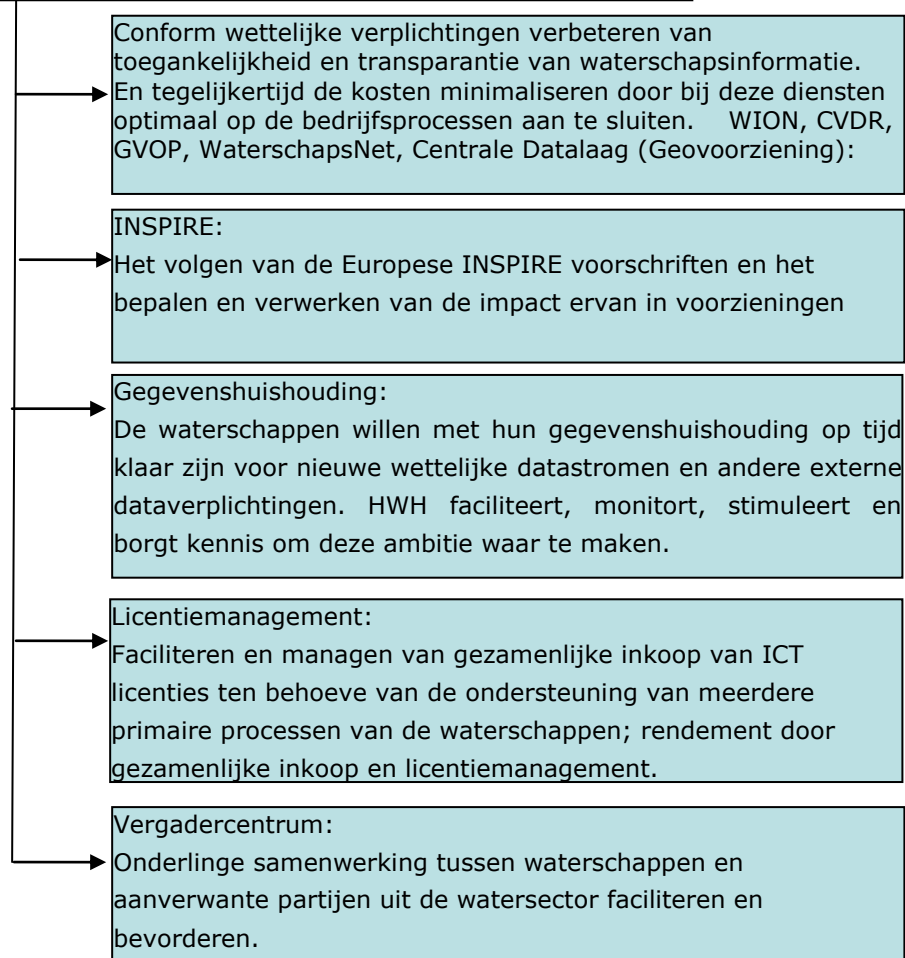 Conform wettelijke verplichtingen verbeteren van
toegankelijkheid en transparantie van waterschapsinformatie.
En tegelijkertijd de kosten minimaliseren door bij deze diensten
optimaal op de bedrijfsprocessen aan te sluiten. WION, CVDR,
GVOP, WaterschapsNet, Centrale Datalaag (Geovoorziening):
INSPIRE:
Het volgen van de Europese INSPIRE voorschriften en het
bepalen en verwerken van de impact ervan in voorzieningen
Gegevenshuishouding:
De waterschappen willen met hun gegevenshuishouding op tijd
klaar zijn voor nieuwe wettelijke datastromen en andere externe
dataverplichtingen. HWH faciliteert, monitort, stimuleert en
borgt kennis om deze ambitie waar te maken.
Licentiemanagement:
Faciliteren en managen van gezamenlijke inkoop van ICT
licenties ten behoeve van de ondersteuning van meerdere
primaire processen van de waterschappen; rendement door
gezamenlijke inkoop en licentiemanagement.
Vergadercentrum:
Onderlinge samenwerking tussen waterschappen en
aanverwante partijen uit de watersector faciliteren en
bevorderen.